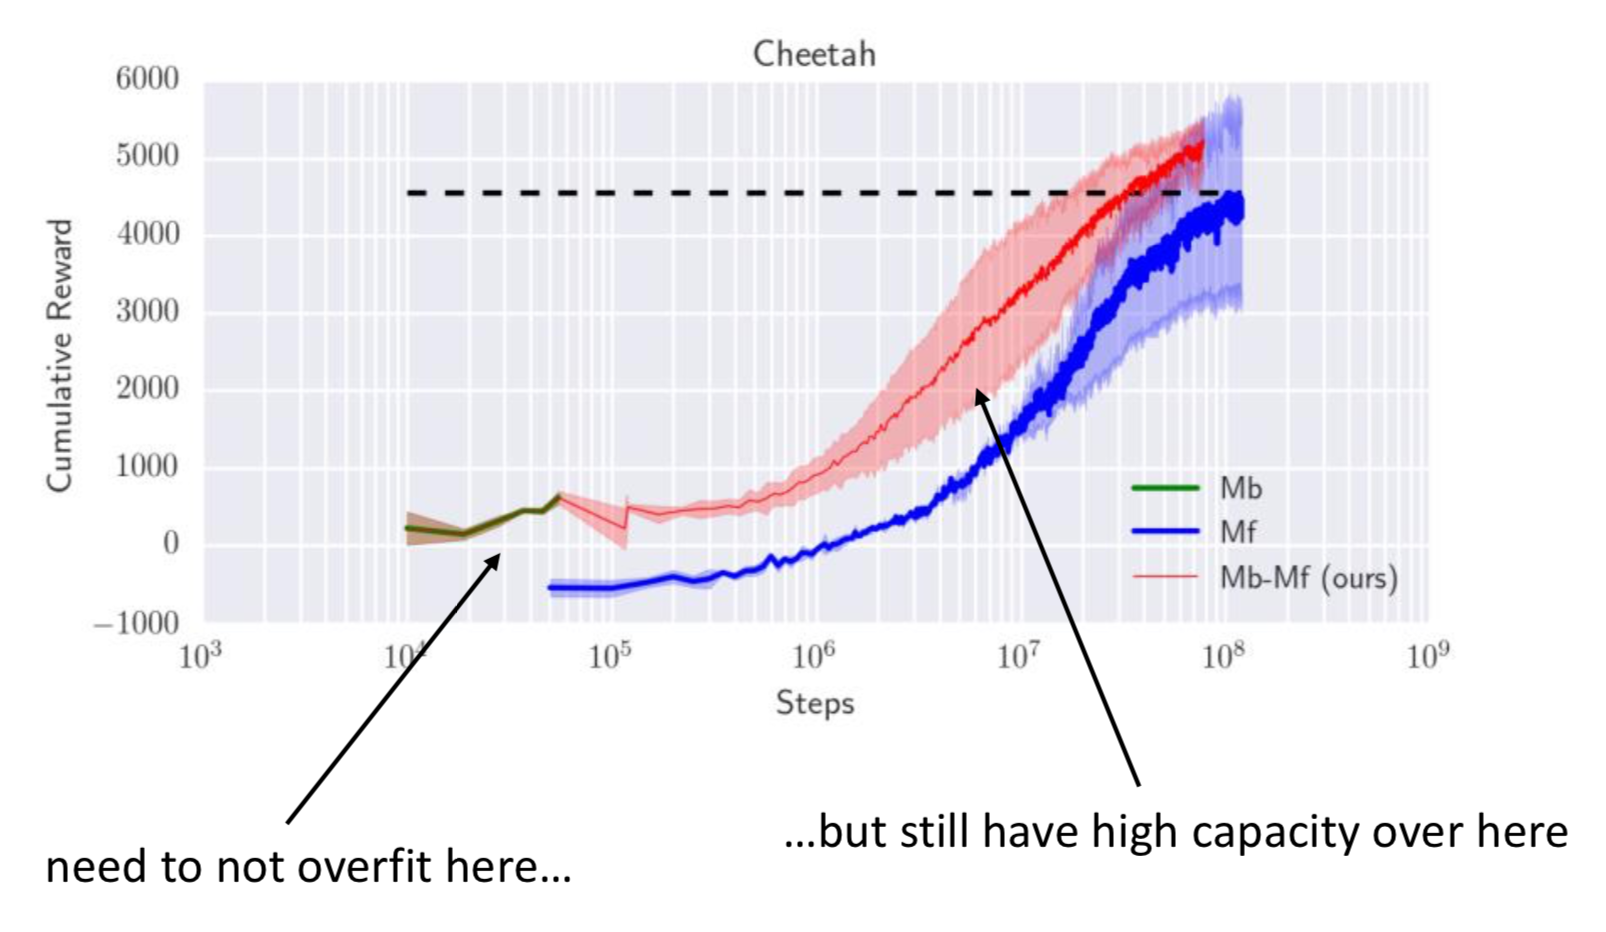 Cheetah
6000
5000
4000
3000
2000
1000
0
−1000
Cumulative Reward
10³
10⁴
10⁵
10⁶
10⁷
10⁸
10⁹
Steps
Mb
Mf
Mb-Mf (ours)
need to not overfit here...
...but still have high capacity over here